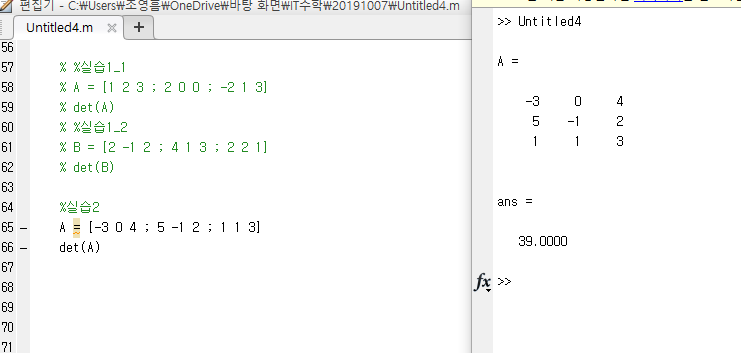 편집기 - C:\Users\조영흠\OneDrive\바탕 화면\IT수학\20191007\Untitled4.m
Untitled4.m × +
56
57 % %실습1_1
58 % A = [1 2 3 ; 2 0 0 ; -2 1 3]
59 % det(A)
60 % %실습1_2
61 % B = [2 -1 2 ; 4 1 3 ; 2 2 1]
62 % det(B)
63
64 %실습2
65 – A = [-3 0 4 ; 5 -1 2 ; 1 1 3]
66 – det(A)
67
68
69
70
71
>> Untitled4
A =
-3 0 4
5 -1 2
1 1 3
ans =
39.0000
fx >>